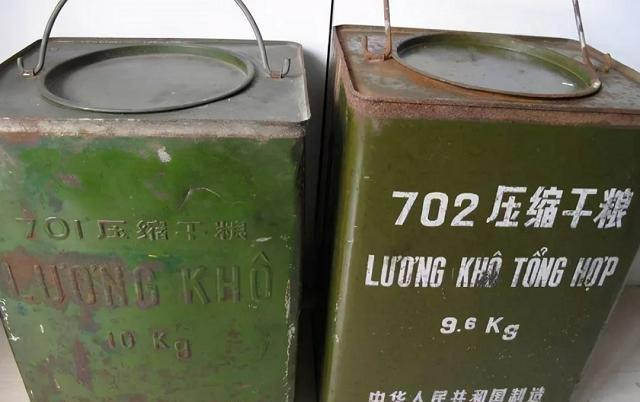 701压缩干粮
LƯƠNG KHÔ
10 Kg
702压缩干粮
LƯƠNG KHÔ TỔNG HỢP
9.6 Kg
中华人民共和国制造